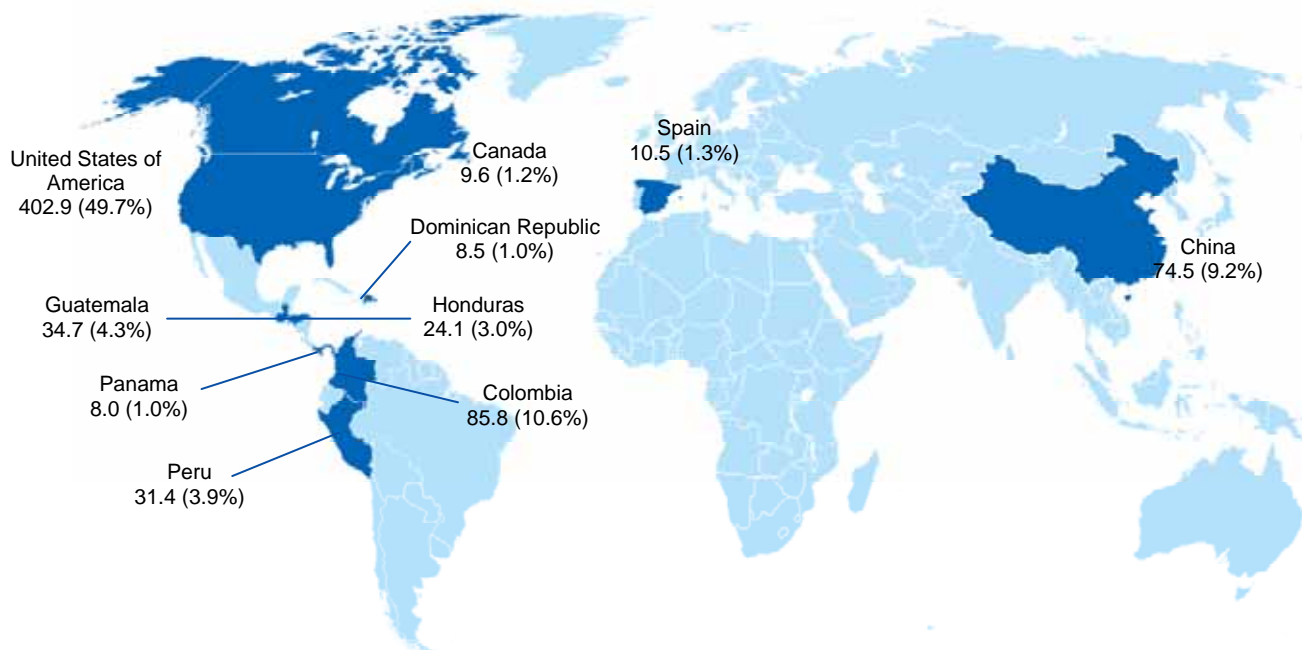 United States of
America
402.9 (49.7%)
Canada
9.6 (1.2%)
Spain
10.5 (1.3%)
Dominican Republic
8.5 (1.0%)
China
74.5 (9.2%)
Guatemala
34.7 (4.3%)
Honduras
24.1 (3.0%)
Panama
8.0 (1.0%)
Colombia
85.8 (10.6%)
Peru
31.4 (3.9%)